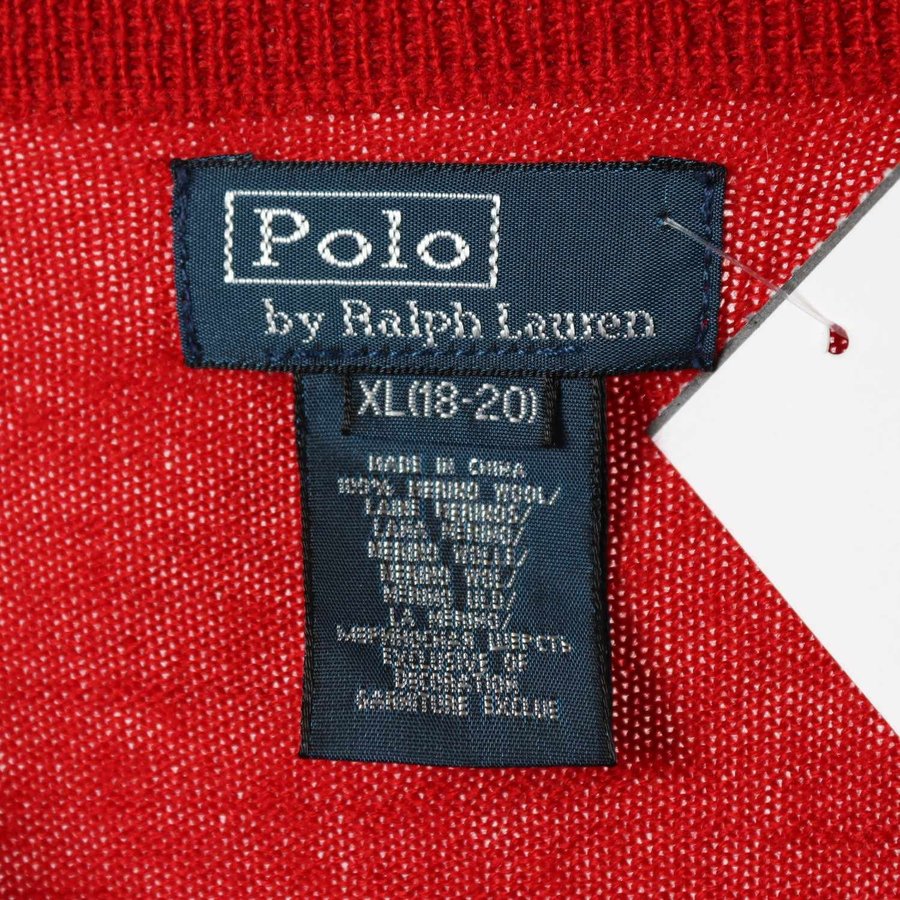 Polo
by Ralph Lauren
XL(18-20)
MADE IN CHINA
100% MERINO WOOL/
LAINE MERINOS/
LANA MERINO/
MERINO WOLLE/
MERINO WOL/
MERINO ULD/
LÃ MERINO/
МЕРИНОСНАЯ ШЕРСТЬ
EXCLUSIVE OF
DECORATION
GARNITURE EXCLUE